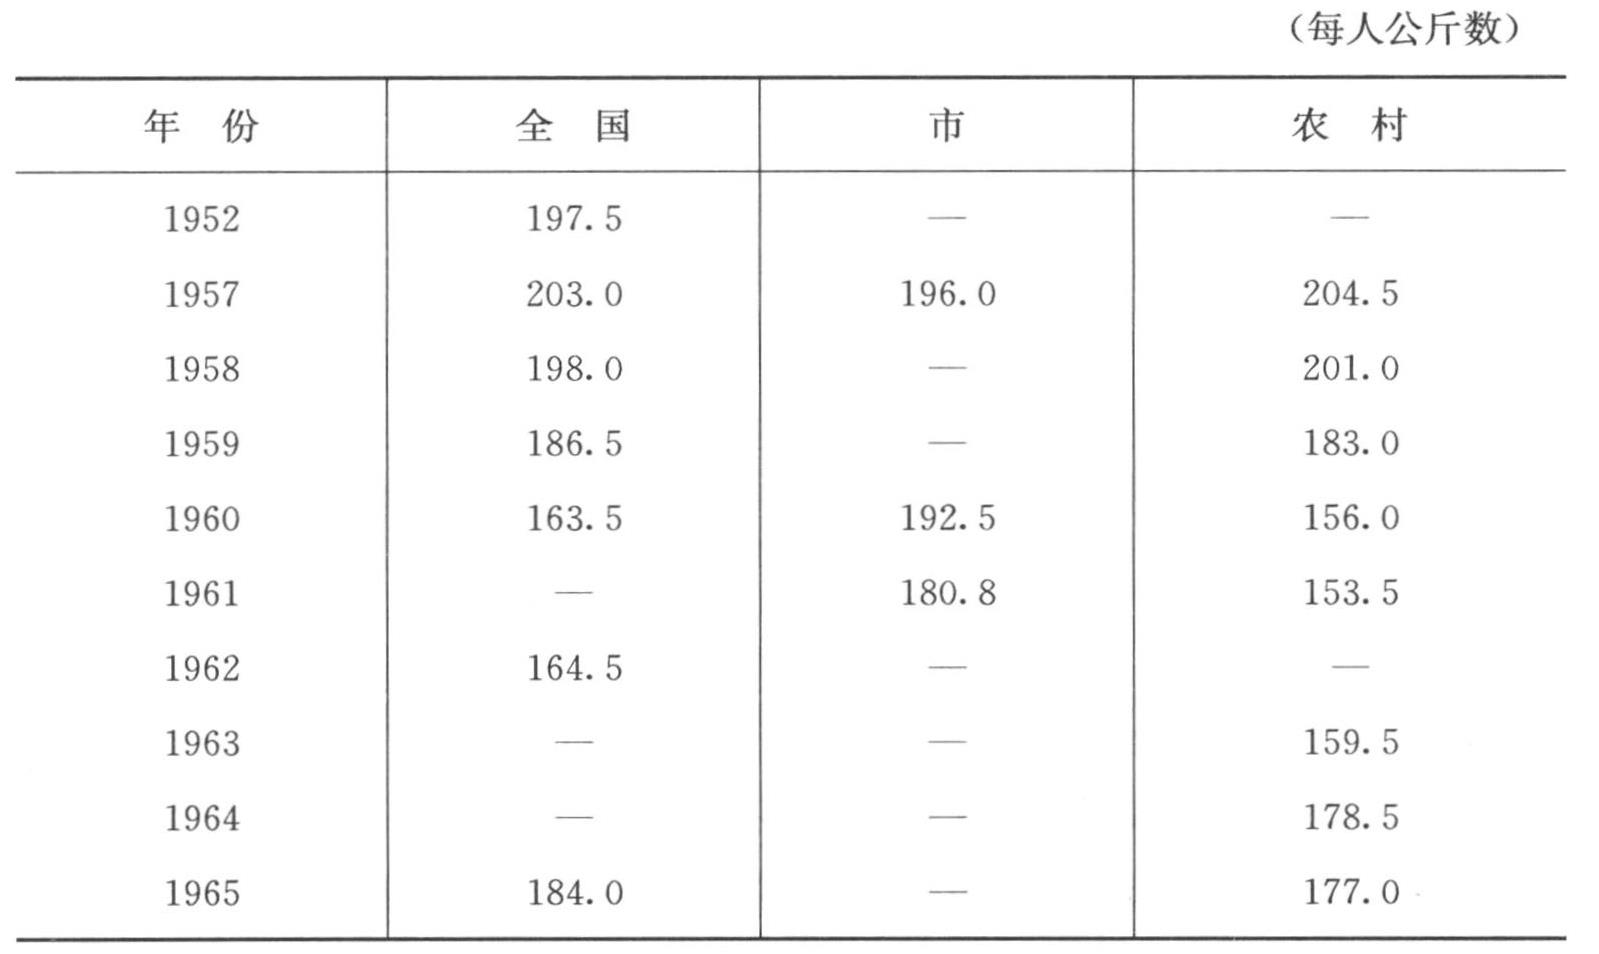 （每人公斤数）
年 份 全 国 市 农 村
1952 197.5 — —
1957 203.0 196.0 204.5
1958 198.0 — 201.0
1959 186.5 — 183.0
1960 163.5 192.5 156.0
1961 — 180.8 153.5
1962 164.5 — —
1963 — — 159.5
1964 — — 178.5
1965 184.0 — 177.0